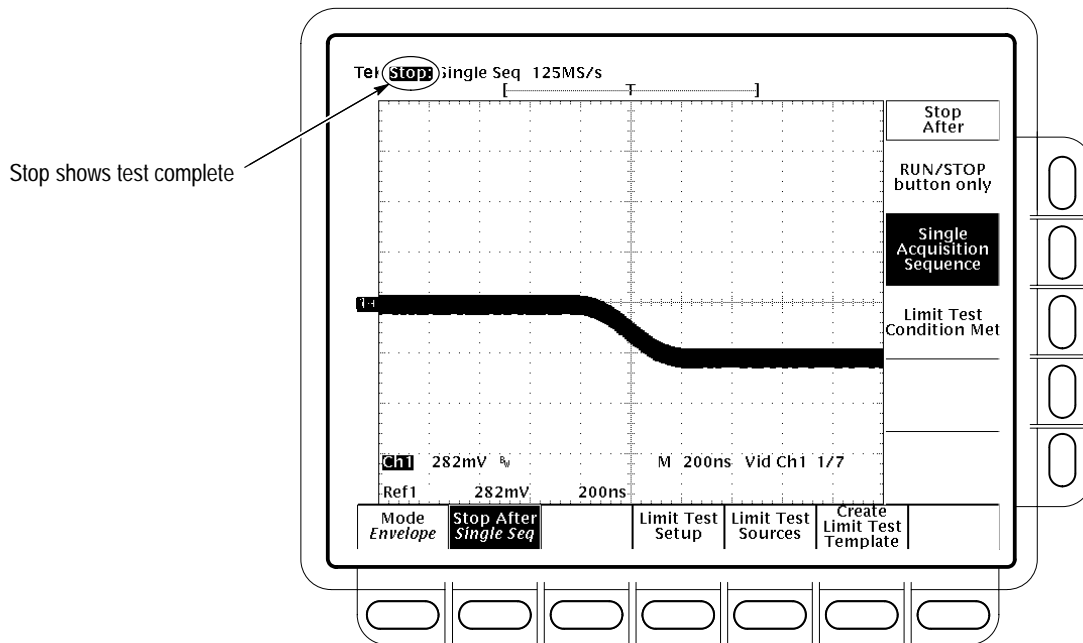 Tek Stop: Single Seq 125MS/s
[ T ]
Stop shows test complete
Stop
After
RUN/STOP
button only
Single
Acquisition
Sequence
Limit Test
Condition Met
Ch1 282mV BW M 200ns Vid Ch1 1/7
Ref1 282mV 200ns
Mode
Envelope
Stop After
Single Seq
Limit Test
Setup
Limit Test
Sources
Create
Limit Test
Template